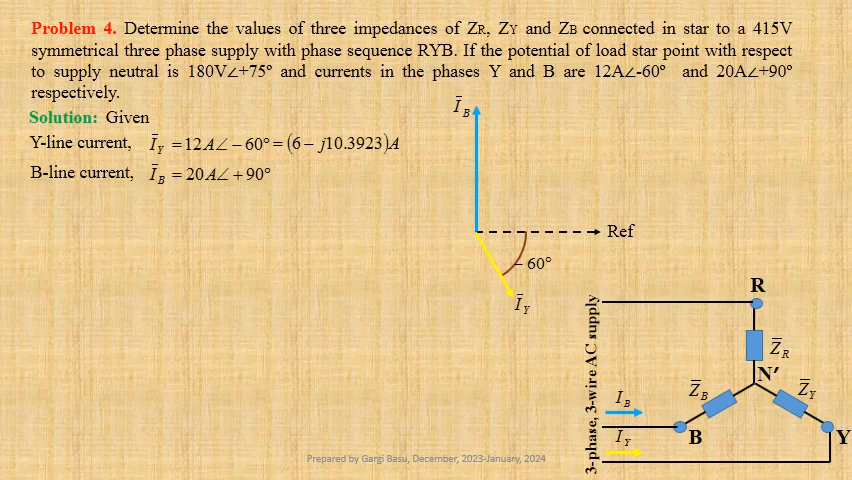 Problem 4. Determine the values of three impedances of ZR, ZY and ZB connected in star to a 415V
symmetrical three phase supply with phase sequence RYB. If the potential of load star point with respect
to supply neutral is 180V∠+75° and currents in the phases Y and B are 12A∠-60° and 20A∠+90°
respectively.
Solution: Given
Y-line current, Ī_Y = 12A∠−60° = (6 − j10.3923)A
B-line current, Ī_B = 20A∠+90°
Ī_B
Ref
− 60°
Ī_Y
3-phase, 3-wire AC supply
R
Z̄_R
N′
Z̄_B
Z̄_Y
I_B
B
Y
I_Y
Prepared by Gargi Basu, December, 2023-January, 2024